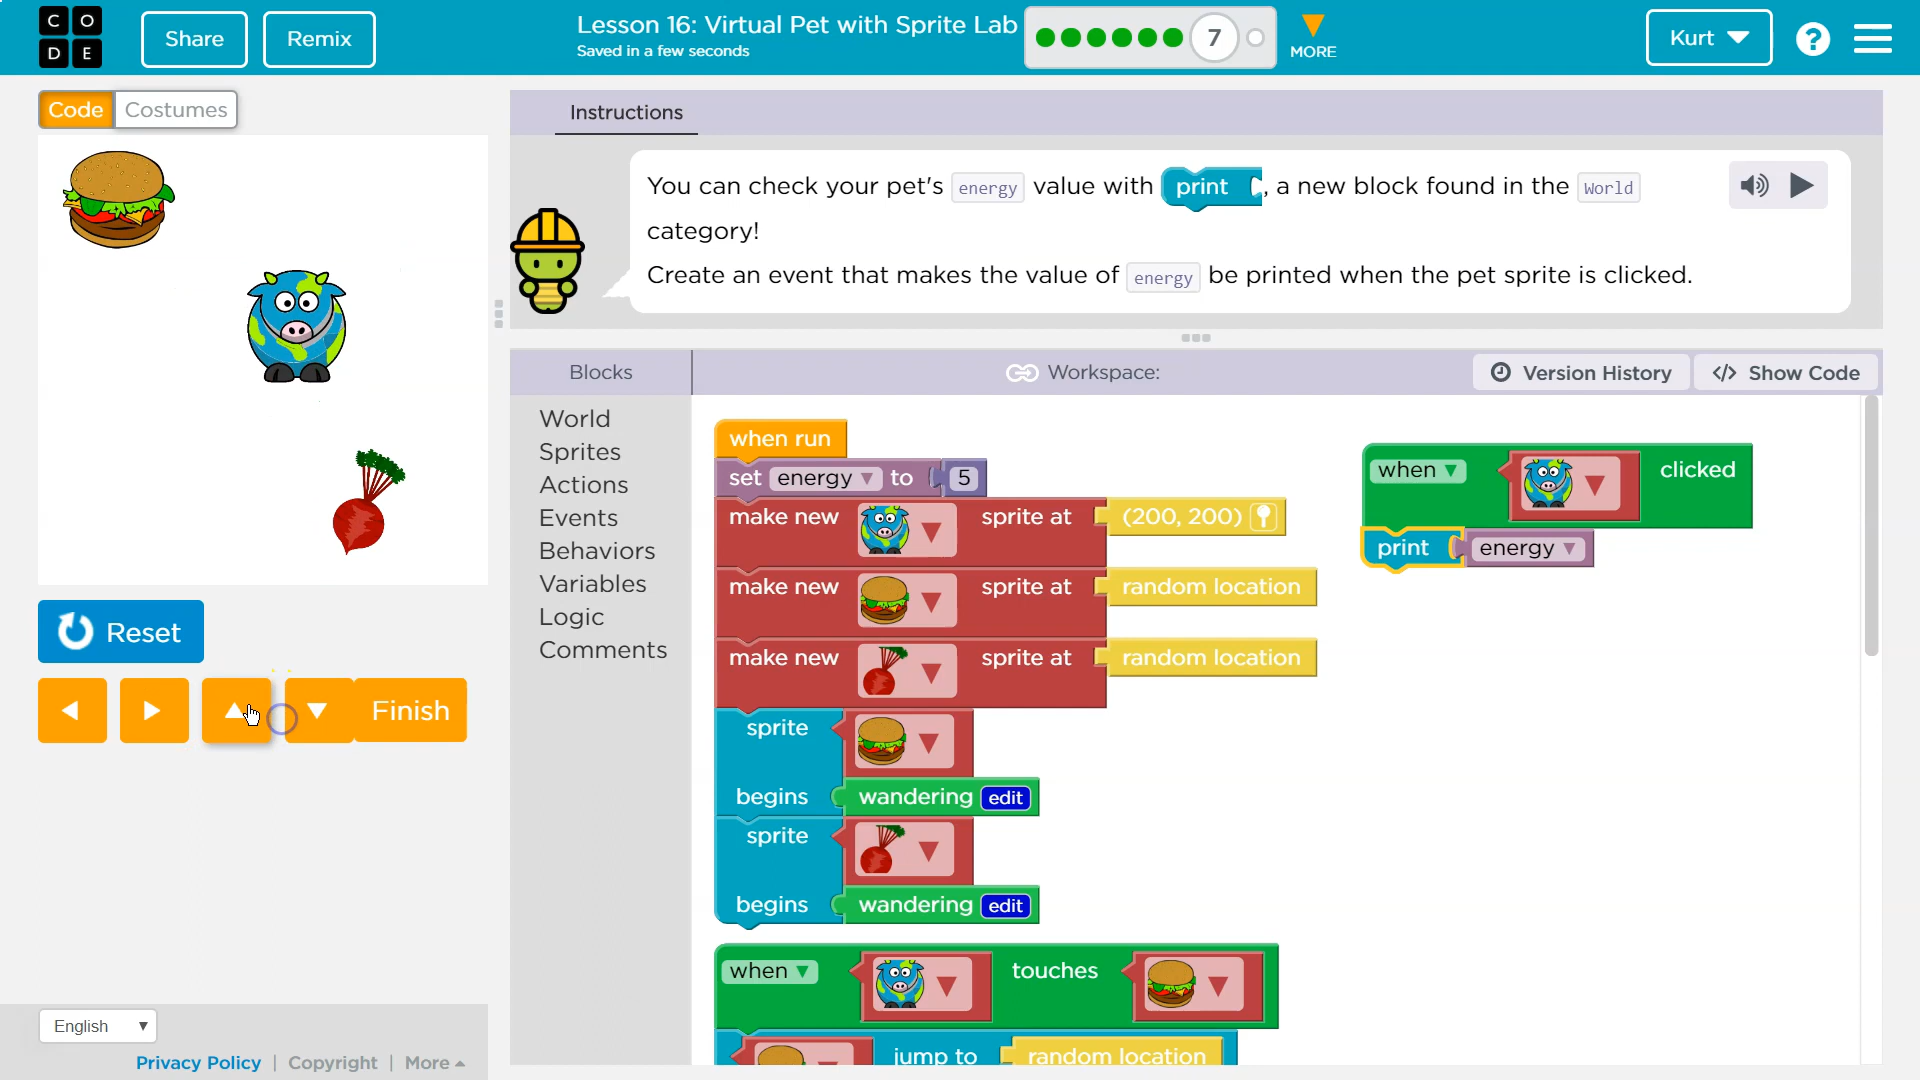 C O
D E
Share
Remix
Lesson 16: Virtual Pet with Sprite Lab
Saved in a few seconds
7
MORE
Kurt
?
Code
Costumes
Instructions
You can check your pet's energy value with print , a new block found in the World
category!
Create an event that makes the value of energy be printed when the pet sprite is clicked.
Blocks
Workspace:
Version History
</> Show Code
World
Sprites
Actions
Events
Behaviors
Variables
Logic
Comments
when run
set energy to 5
make new sprite at (200, 200)
make new sprite at random location
make new sprite at random location
sprite
begins wandering edit
sprite
begins wandering edit
when touches
jump to random location
when clicked
print energy
Reset
Finish
English
Privacy Policy | Copyright | More